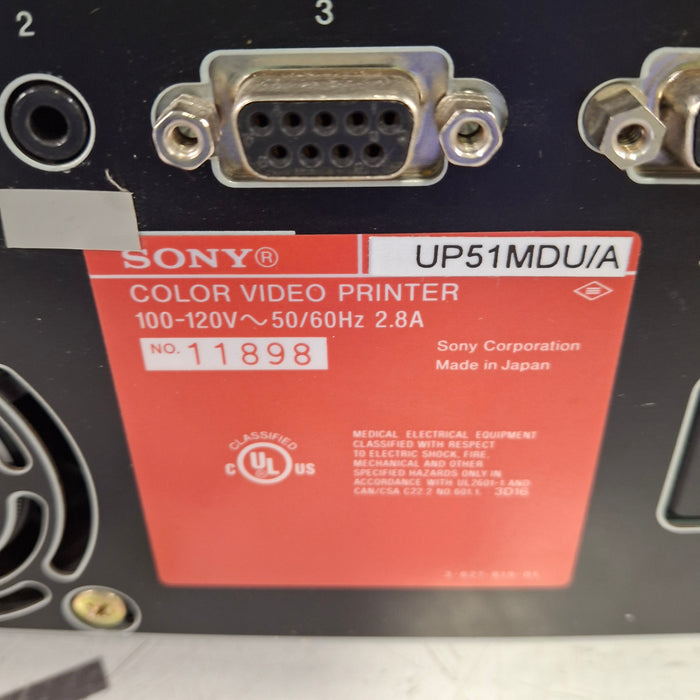 2
3
SONY®
UP51MDU/A
COLOR VIDEO PRINTER
100-120V~50/60Hz 2.8A
NO. 11898
Sony Corporation
Made in Japan
CLASSIFIED
C UL US
MEDICAL ELECTRICAL EQUIPMENT
CLASSIFIED WITH RESPECT
TO ELECTRIC SHOCK, FIRE,
MECHANICAL AND OTHER
SPECIFIED HAZARDS ONLY IN
ACCORDANCE WITH UL2601-1 AND
CAN/CSA C22.2 NO.601.1. 3D16